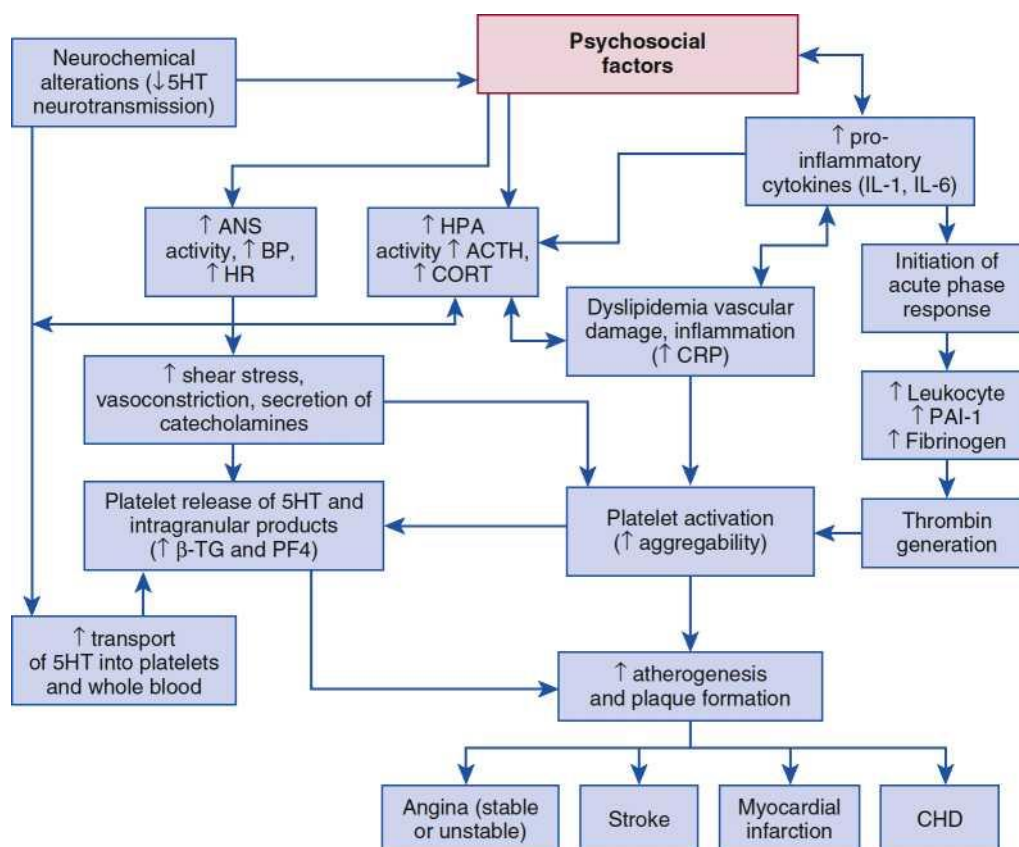 Neurochemical
alterations (↓5HT
neurotransmission)
Psychosocial
factors
↑ pro-
inflammatory
cytokines (IL-1, IL-6)
↑ ANS
activity, ↑ BP,
↑ HR
↑ HPA
activity ↑ ACTH,
↑ CORT
Dyslipidemia vascular
damage, inflammation
(↑ CRP)
Initiation of
acute phase
response
↑ shear stress,
vasoconstriction, secretion of
catecholamines
↑ Leukocyte
↑ PAI-1
↑ Fibrinogen
Platelet release of 5HT and
intragranular products
(↑ β-TG and PF4)
Platelet activation
(↑ aggregability)
Thrombin
generation
↑ transport
of 5HT into platelets
and whole blood
↑ atherogenesis
and plaque formation
Angina (stable
or unstable)
Stroke
Myocardial
infarction
CHD